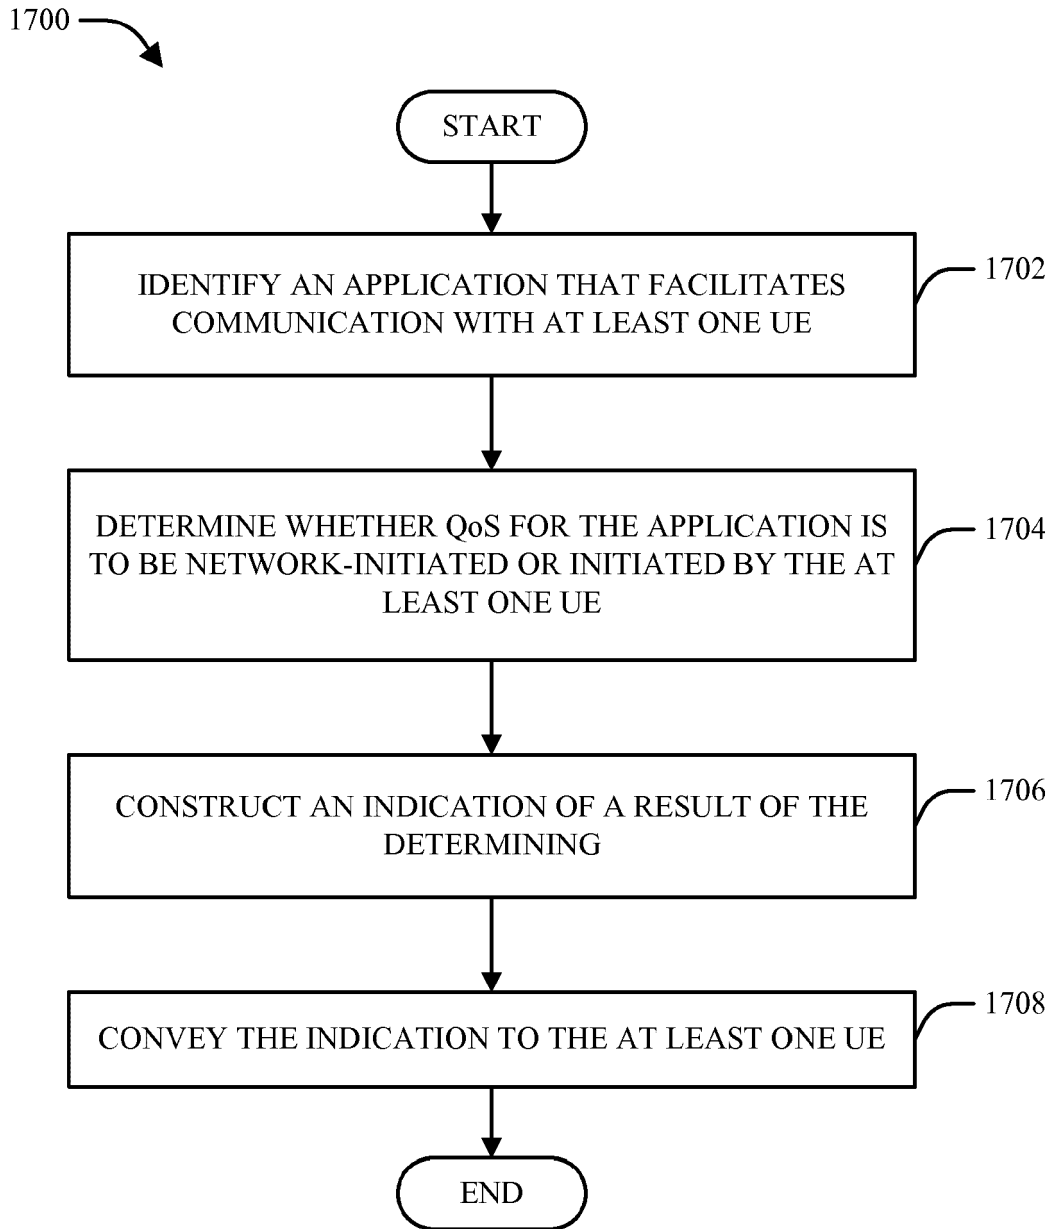 1700
START
IDENTIFY AN APPLICATION THAT FACILITATES
COMMUNICATION WITH AT LEAST ONE UE
1702
DETERMINE WHETHER QoS FOR THE APPLICATION IS
TO BE NETWORK-INITIATED OR INITIATED BY THE AT
LEAST ONE UE
1704
CONSTRUCT AN INDICATION OF A RESULT OF THE
DETERMINING
1706
CONVEY THE INDICATION TO THE AT LEAST ONE UE
1708
END